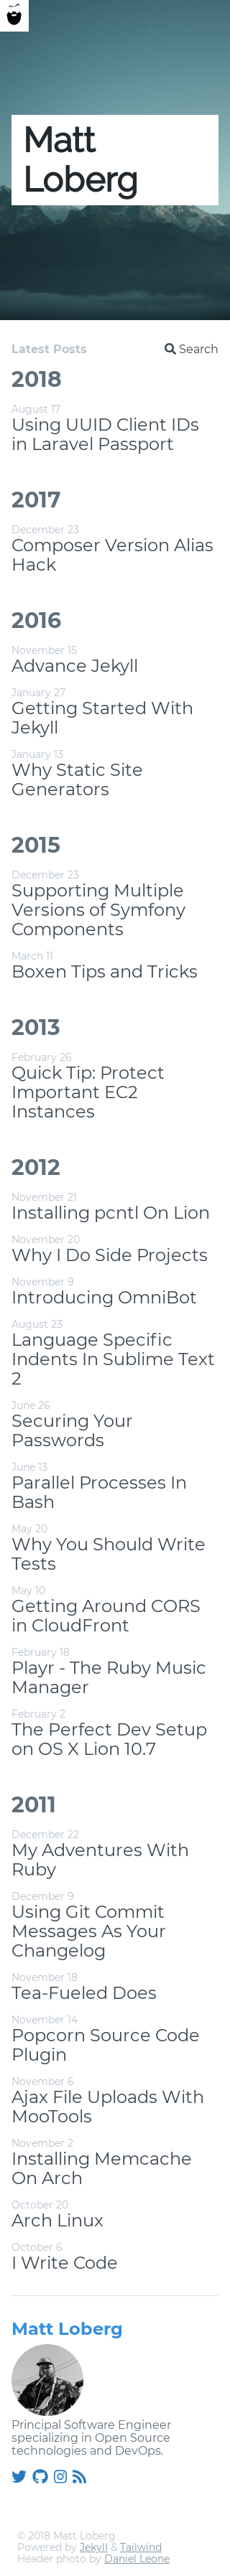 Matt
Loberg
Latest Posts
Search
2018
August 17
Using UUID Client IDs
in Laravel Passport
2017
December 23
Composer Version Alias
Hack
2016
November 15
Advance Jekyll
January 27
Getting Started With
Jekyll
January 13
Why Static Site
Generators
2015
December 23
Supporting Multiple
Versions of Symfony
Components
March 11
Boxen Tips and Tricks
2013
February 26
Quick Tip: Protect
Important EC2
Instances
2012
November 21
Installing pcntl On Lion
November 20
Why I Do Side Projects
November 9
Introducing OmniBot
August 23
Language Specific
Indents In Sublime Text
2
June 26
Securing Your
Passwords
June 13
Parallel Processes In
Bash
May 20
Why You Should Write
Tests
May 10
Getting Around CORS
in CloudFront
February 18
Playr - The Ruby Music
Manager
February 2
The Perfect Dev Setup
on OS X Lion 10.7
2011
December 22
My Adventures With
Ruby
December 9
Using Git Commit
Messages As Your
Changelog
November 18
Tea-Fueled Does
November 14
Popcorn Source Code
Plugin
November 6
Ajax File Uploads With
MooTools
November 2
Installing Memcache
On Arch
October 20
Arch Linux
October 6
I Write Code
Matt Loberg
Principal Software Engineer
specializing in Open Source
technologies and DevOps.
© 2018 Matt Loberg
Powered by Jekyll & Tailwind
Header photo by Daniel Leone